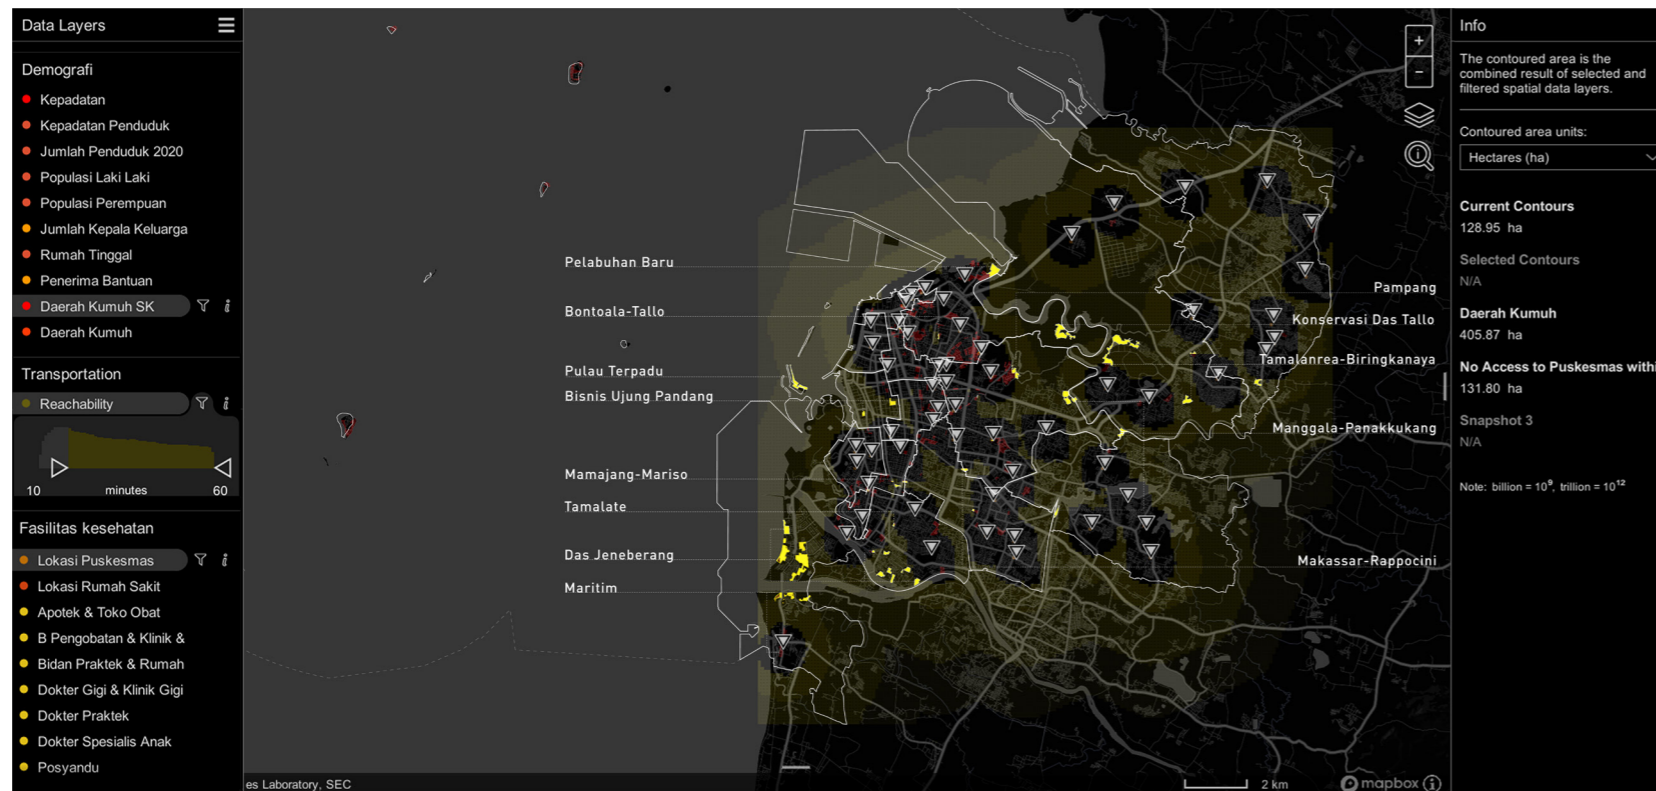 Data Layers
Demografi
Kepadatan
Kepadatan Penduduk
Jumlah Penduduk 2020
Populasi Laki Laki
Populasi Perempuan
Jumlah Kepala Keluarga
Rumah Tinggal
Penerima Bantuan
Daerah Kumuh SK
Daerah Kumuh
Transportation
Reachability
10 minutes 60
Fasilitas kesehatan
Lokasi Puskesmas
Lokasi Rumah Sakit
Apotek & Toko Obat
B Pengobatan & Klinik &
Bidan Praktek & Rumah
Dokter Gigi & Klinik Gigi
Dokter Praktek
Dokter Spesialis Anak
Posyandu
Pelabuhan Baru
Bontoala-Tallo
Pulau Terpadu
Bisnis Ujung Pandang
Mamajang-Mariso
Tamalate
Das Jeneberang
Maritim
Pampang
Konservasi Das Tallo
Tamalanrea-Biringkanaya
Manggala-Panakkukang
Makassar-Rappocini
es Laboratory, SEC
2 km
mapbox
Info
The contoured area is the
combined result of selected and
filtered spatial data layers.
Contoured area units:
Hectares (ha)
Current Contours
128.95 ha
Selected Contours
N/A
Daerah Kumuh
405.87 ha
No Access to Puskesmas withi
131.80 ha
Snapshot 3
N/A
Note: billion = 10⁹, trillion = 10¹²